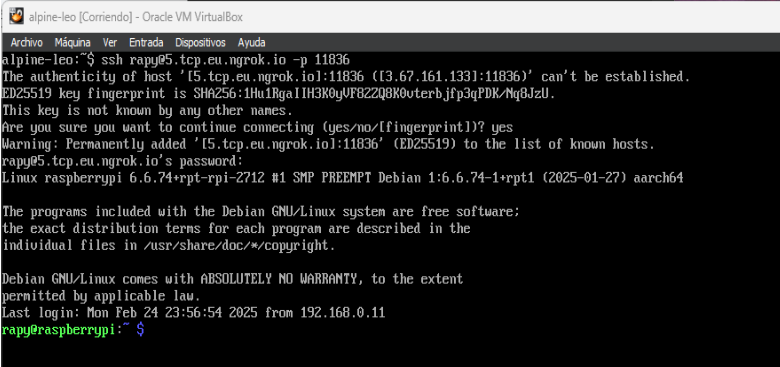 alpine-leo [Corriendo] - Oracle VM VirtualBox
Archivo Máquina Ver Entrada Dispositivos Ayuda
alpine-leo:~$ ssh rapy@5.tcp.eu.ngrok.io -p 11836
The authenticity of host '[5.tcp.eu.ngrok.io]:11836 ([3.67.161.133]:11836)' can't be established.
ED25519 key fingerprint is SHA256:1Hu1RgaIIH3K0yVF82ZQ8K0vterbjfp3qPDK/Nq8JzU.
This key is not known by any other names.
Are you sure you want to continue connecting (yes/no/[fingerprint])? yes
Warning: Permanently added '[5.tcp.eu.ngrok.io]:11836' (ED25519) to the list of known hosts.
rapy@5.tcp.eu.ngrok.io's password:
Linux raspberrypi 6.6.74+rpt-rpi-2712 #1 SMP PREEMPT Debian 1:6.6.74-1+rpt1 (2025-01-27) aarch64
The programs included with the Debian GNU/Linux system are free software;
the exact distribution terms for each program are described in the
individual files in /usr/share/doc/*/copyright.
Debian GNU/Linux comes with ABSOLUTELY NO WARRANTY, to the extent
permitted by applicable law.
Last login: Mon Feb 24 23:56:54 2025 from 192.168.0.11
rapy@raspberrypi:~ $